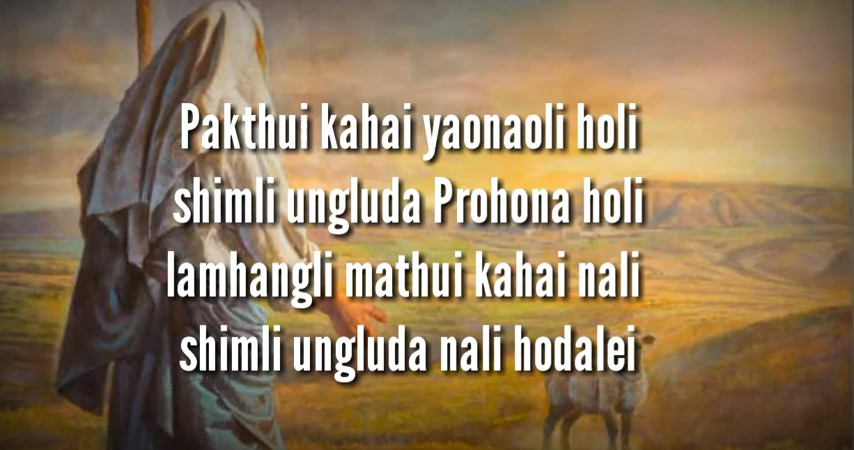 Pakthui kahai yaonaoli holi
shimli ungluda Prohona holi
lamhangli mathui kahai nali
shimli ungluda nali hodalei